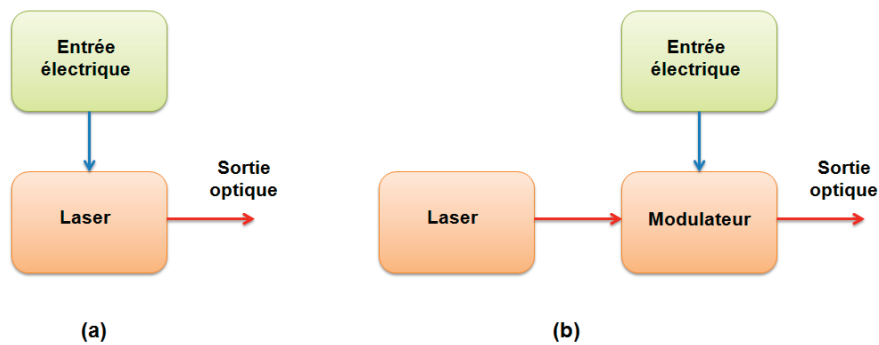 Entrée
électrique
Laser
Sortie
optique
(a)
Entrée
électrique
Laser
Modulateur
Sortie
optique
(b)